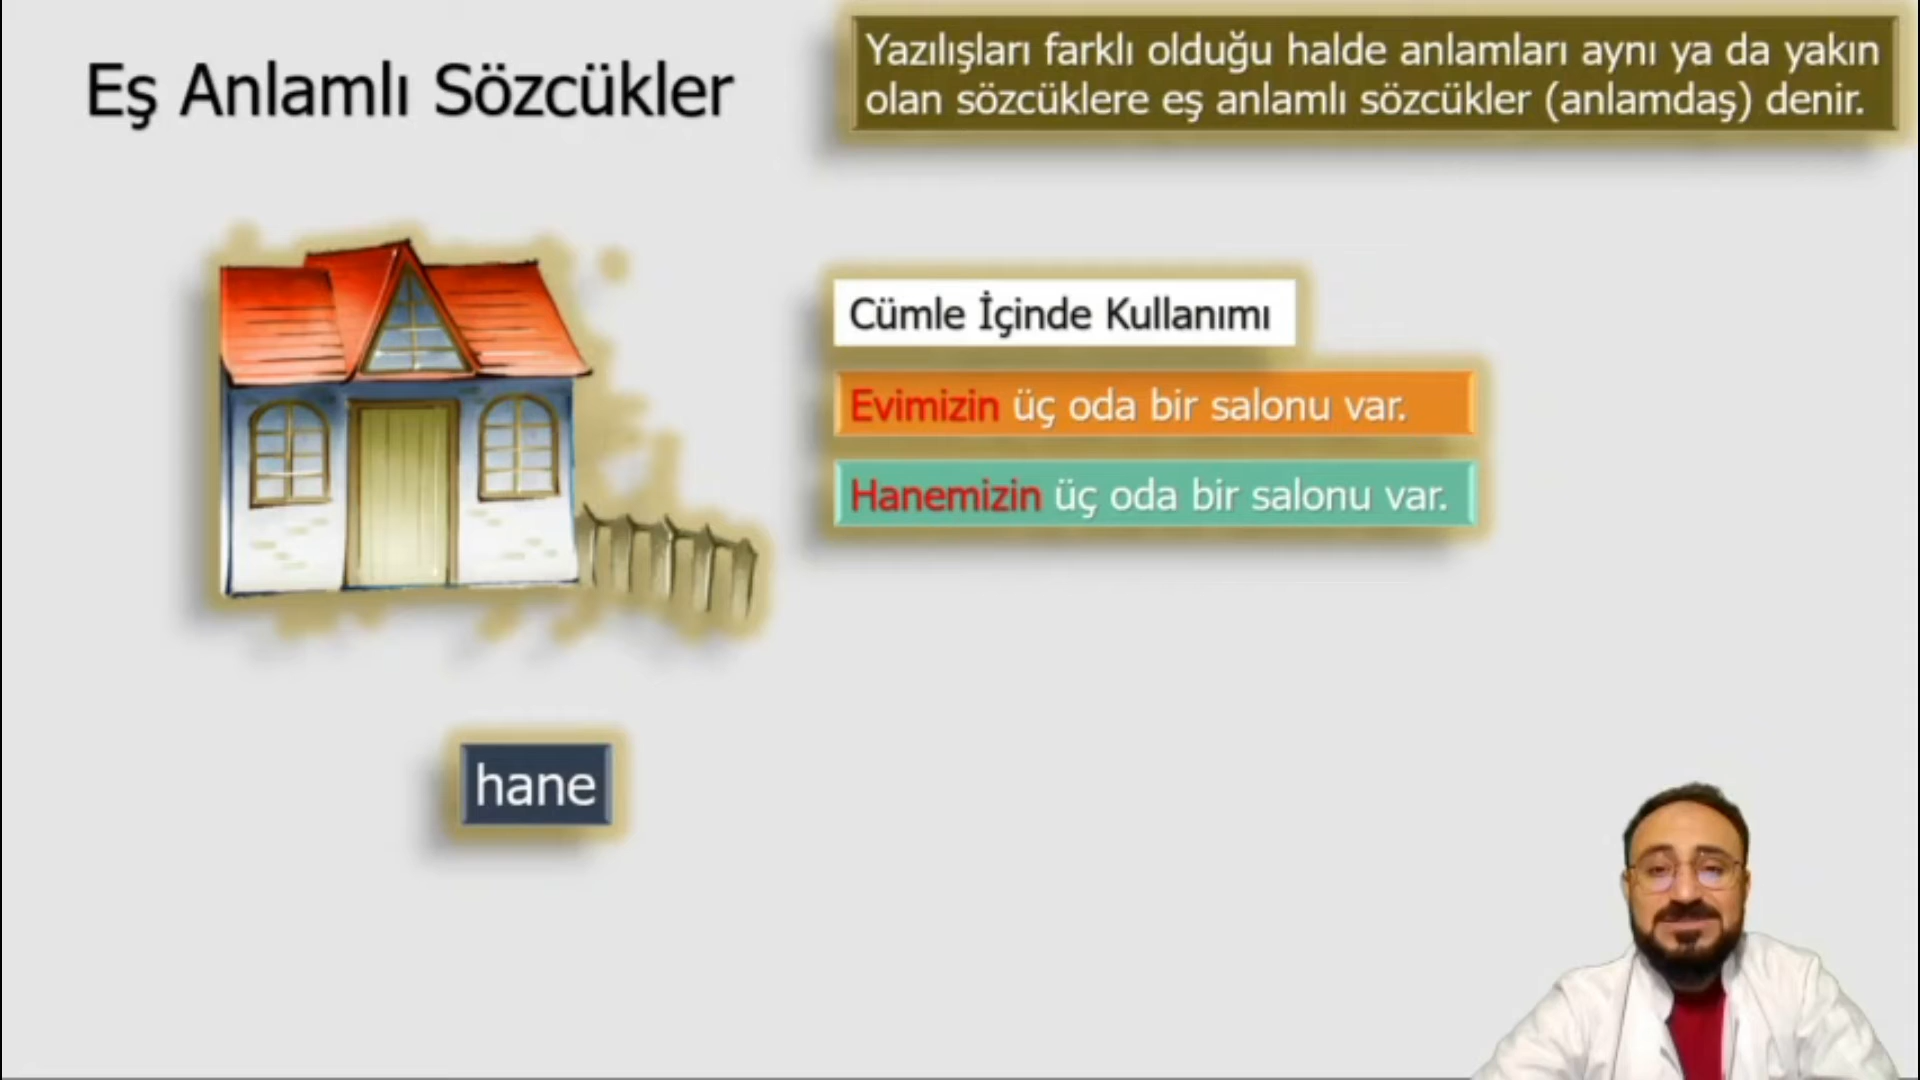 Eş Anlamlı Sözcükler
Yazılışları farklı olduğu halde anlamları aynı ya da yakın
olan sözcüklere eş anlamlı sözcükler (anlamdaş) denir.
Cümle İçinde Kullanımı
Evimizin üç oda bir salonu var.
Hanemizin üç oda bir salonu var.
hane